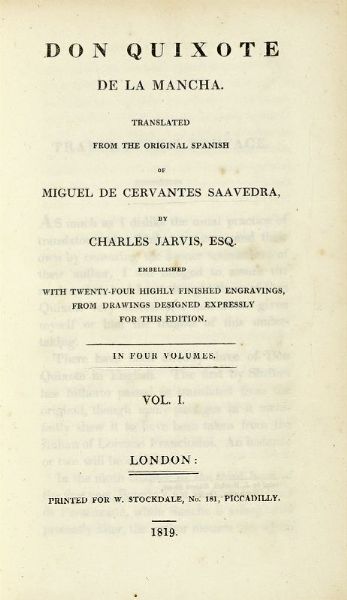 DON QUIXOTE
DE LA MANCHA.
TRANSLATED
FROM THE ORIGINAL SPANISH
OF
MIGUEL DE CERVANTES SAAVEDRA,
BY
CHARLES JARVIS, ESQ.
EMBELLISHED
WITH TWENTY-FOUR HIGHLY FINISHED ENGRAVINGS,
FROM DRAWINGS DESIGNED EXPRESSLY
FOR THIS EDITION.
IN FOUR VOLUMES.
VOL. I.
LONDON:
PRINTED FOR W. STOCKDALE, No. 181, PICCADILLY.
1819.